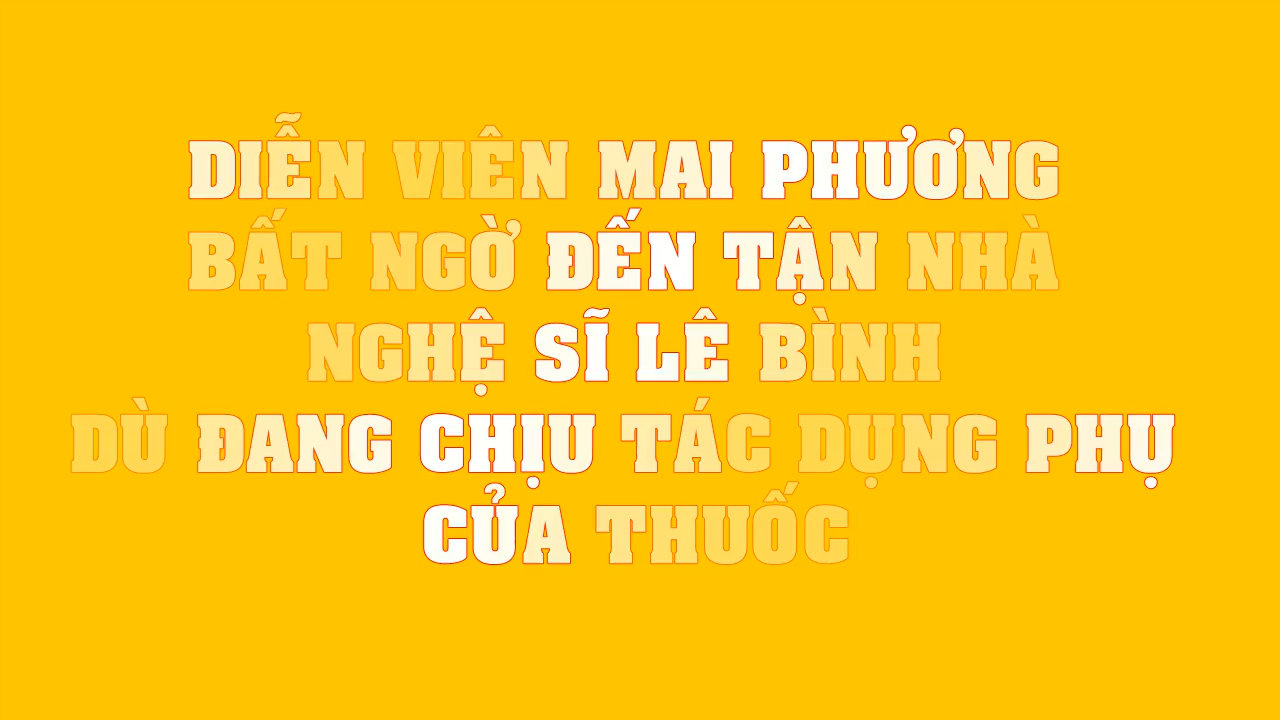 DIỄN VIÊN MAI PHƯƠNG
BẤT NGỜ ĐẾN TẬN NHÀ
NGHỆ SĨ LÊ BÌNH
DÙ ĐANG CHỊU TÁC DỤNG PHỤ
CỦA THUỐC